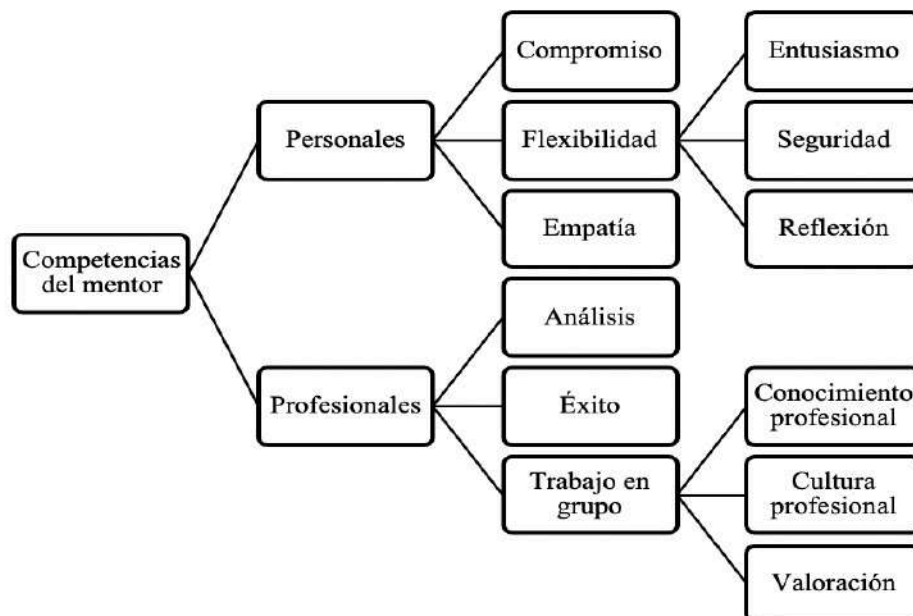 Compromiso
Entusiasmo
Personales
Flexibilidad
Seguridad
Empatía
Reflexión
Competencias
del mentor
Análisis
Profesionales
Éxito
Conocimiento
profesional
Trabajo en
grupo
Cultura
profesional
Valoración